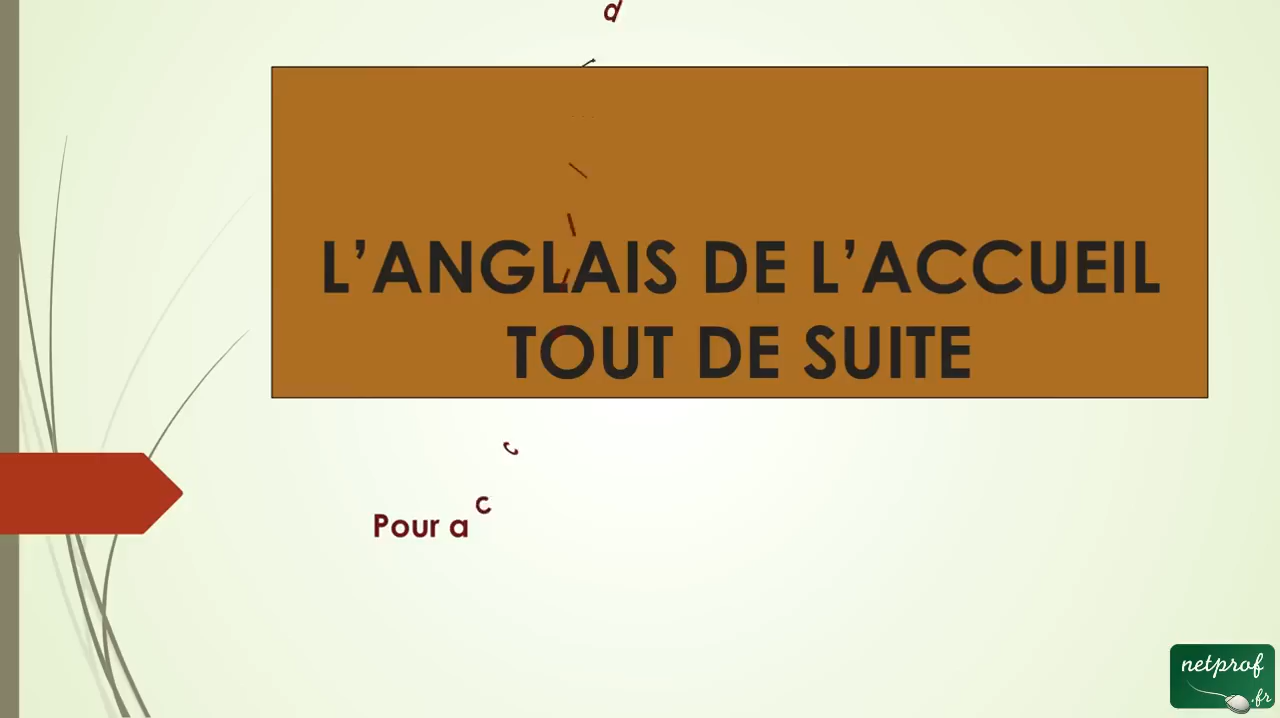 L’ANGLAIS DE L’ACCUEIL
TOUT DE SUITE
Pour a c
netprof
.fr